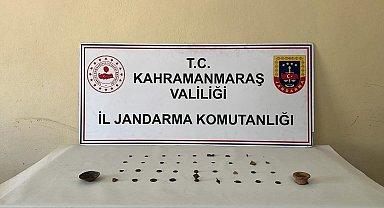 T.C.
KAHRAMANMARAŞ
VALİLİĞİ
İL JANDARMA KOMUTANLIĞI